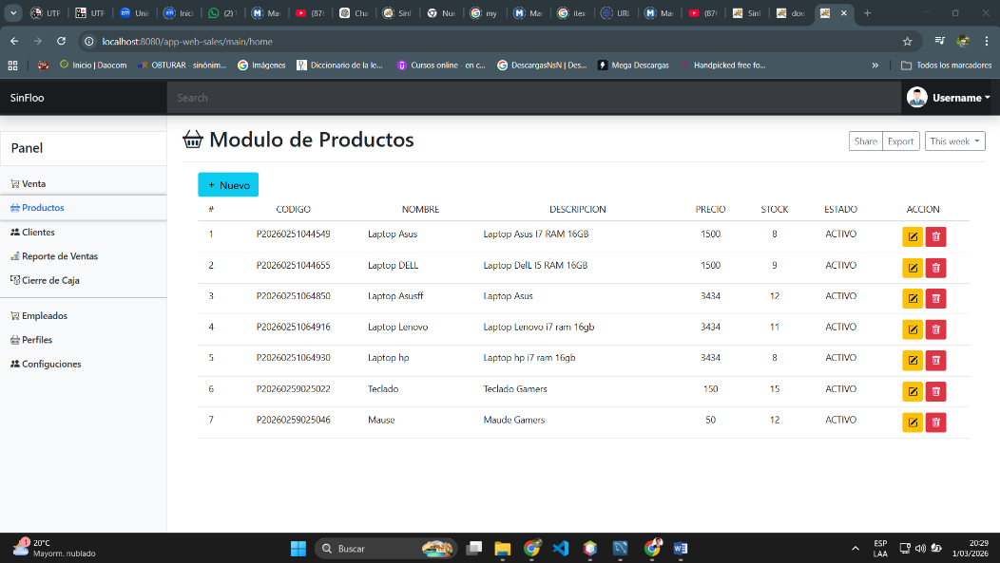 UTP
UTF
Unir
Inici
(2)
Ma
(87(
Cha
Sinf
Nue
my
Ma
itex
URL
Ma
(87(
Sinf
dow
localhost:8080/app-web-sales/main/home
Inicio | Daocom
OBTURAR - sinónim...
Imágenes
Diccionario de la le...
Cursos online - en c...
DescargasNsN | Des...
Mega Descargas
Handpicked free fo...
»
Todos los marcadores
SinFloo
Search
Username
Panel
Venta
Productos
Clientes
Reporte de Ventas
Cierre de Caja
Empleados
Perfiles
Configuciones
Modulo de Productos
Share
Export
This week
+ Nuevo
# CODIGO NOMBRE DESCRIPCION PRECIO STOCK ESTADO ACCION
1 P20260251044549 Laptop Asus Laptop Asus I7 RAM 16GB 1500 8 ACTIVO
2 P20260251044655 Laptop DELL Laptop DelL I5 RAM 16GB 1500 9 ACTIVO
3 P20260251064850 Laptop Asusff Laptop Asus 3434 12 ACTIVO
4 P20260251064916 Laptop Lenovo Laptop Lenovo i7 ram 16gb 3434 11 ACTIVO
5 P20260251064930 Laptop hp Laptop hp i7 ram 16gb 3434 8 ACTIVO
6 P20260259025022 Teclado Teclado Gamers 150 15 ACTIVO
7 P20260259025046 Mause Maude Gamers 50 12 ACTIVO
1
20°C
Mayorm. nublado
Buscar
ESP
LAA
20:29
1/03/2026